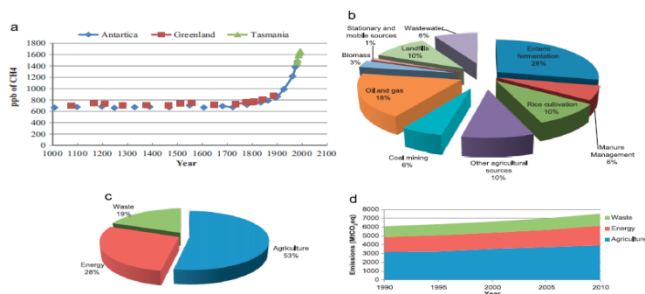 a
Antartica
Greenland
Tasmania
ppb of CH4
1800
1600
1400
1200
1000
800
600
400
200
0
1000 1100 1200 1300 1400 1500 1600 1700 1800 1900 2000 2100
Year
b
Stationary and
mobile sources
1%
Wastewater
Landfills
10%
Biomass
3%
Oil and gas
Coal mining
6%
Other agricultural
sources
10%
Enteric
fermentation
Rice cultivation
10%
Manure
Management
c
Waste
19%
Energy
28%
Agriculture
53%
d
Emissions (MtCO2eq)
8000
7000
6000
5000
4000
3000
2000
1000
0
1990 1995 2000 2005 2010
Year
Waste
Energy
Agriculture